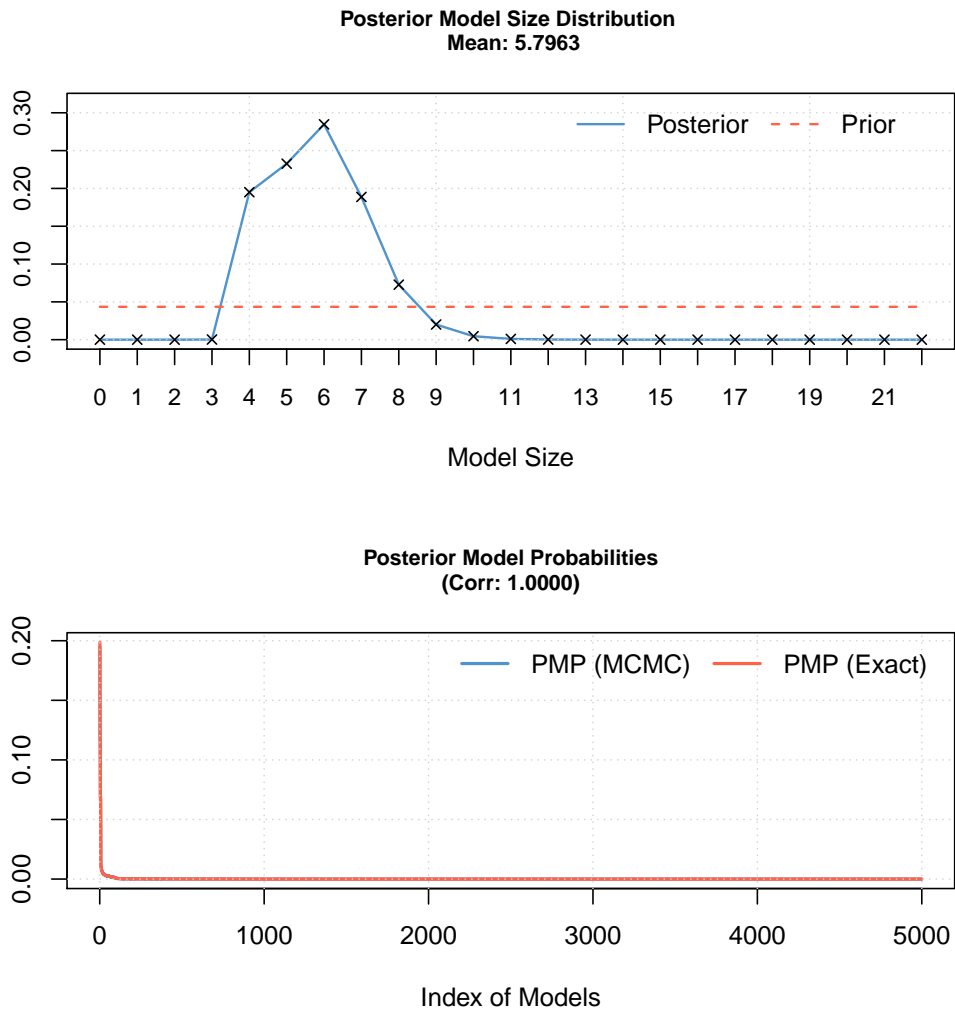 Posterior Model Size Distribution
Mean: 5.7963
0.30
0.20
0.10
0.00
Posterior
Prior
0 1 2 3 4 5 6 7 8 9 11 13 15 17 19 21
Model Size
Posterior Model Probabilities
(Corr: 1.0000)
0.20
0.10
0.00
PMP (MCMC)
PMP (Exact)
0 1000 2000 3000 4000 5000
Index of Models